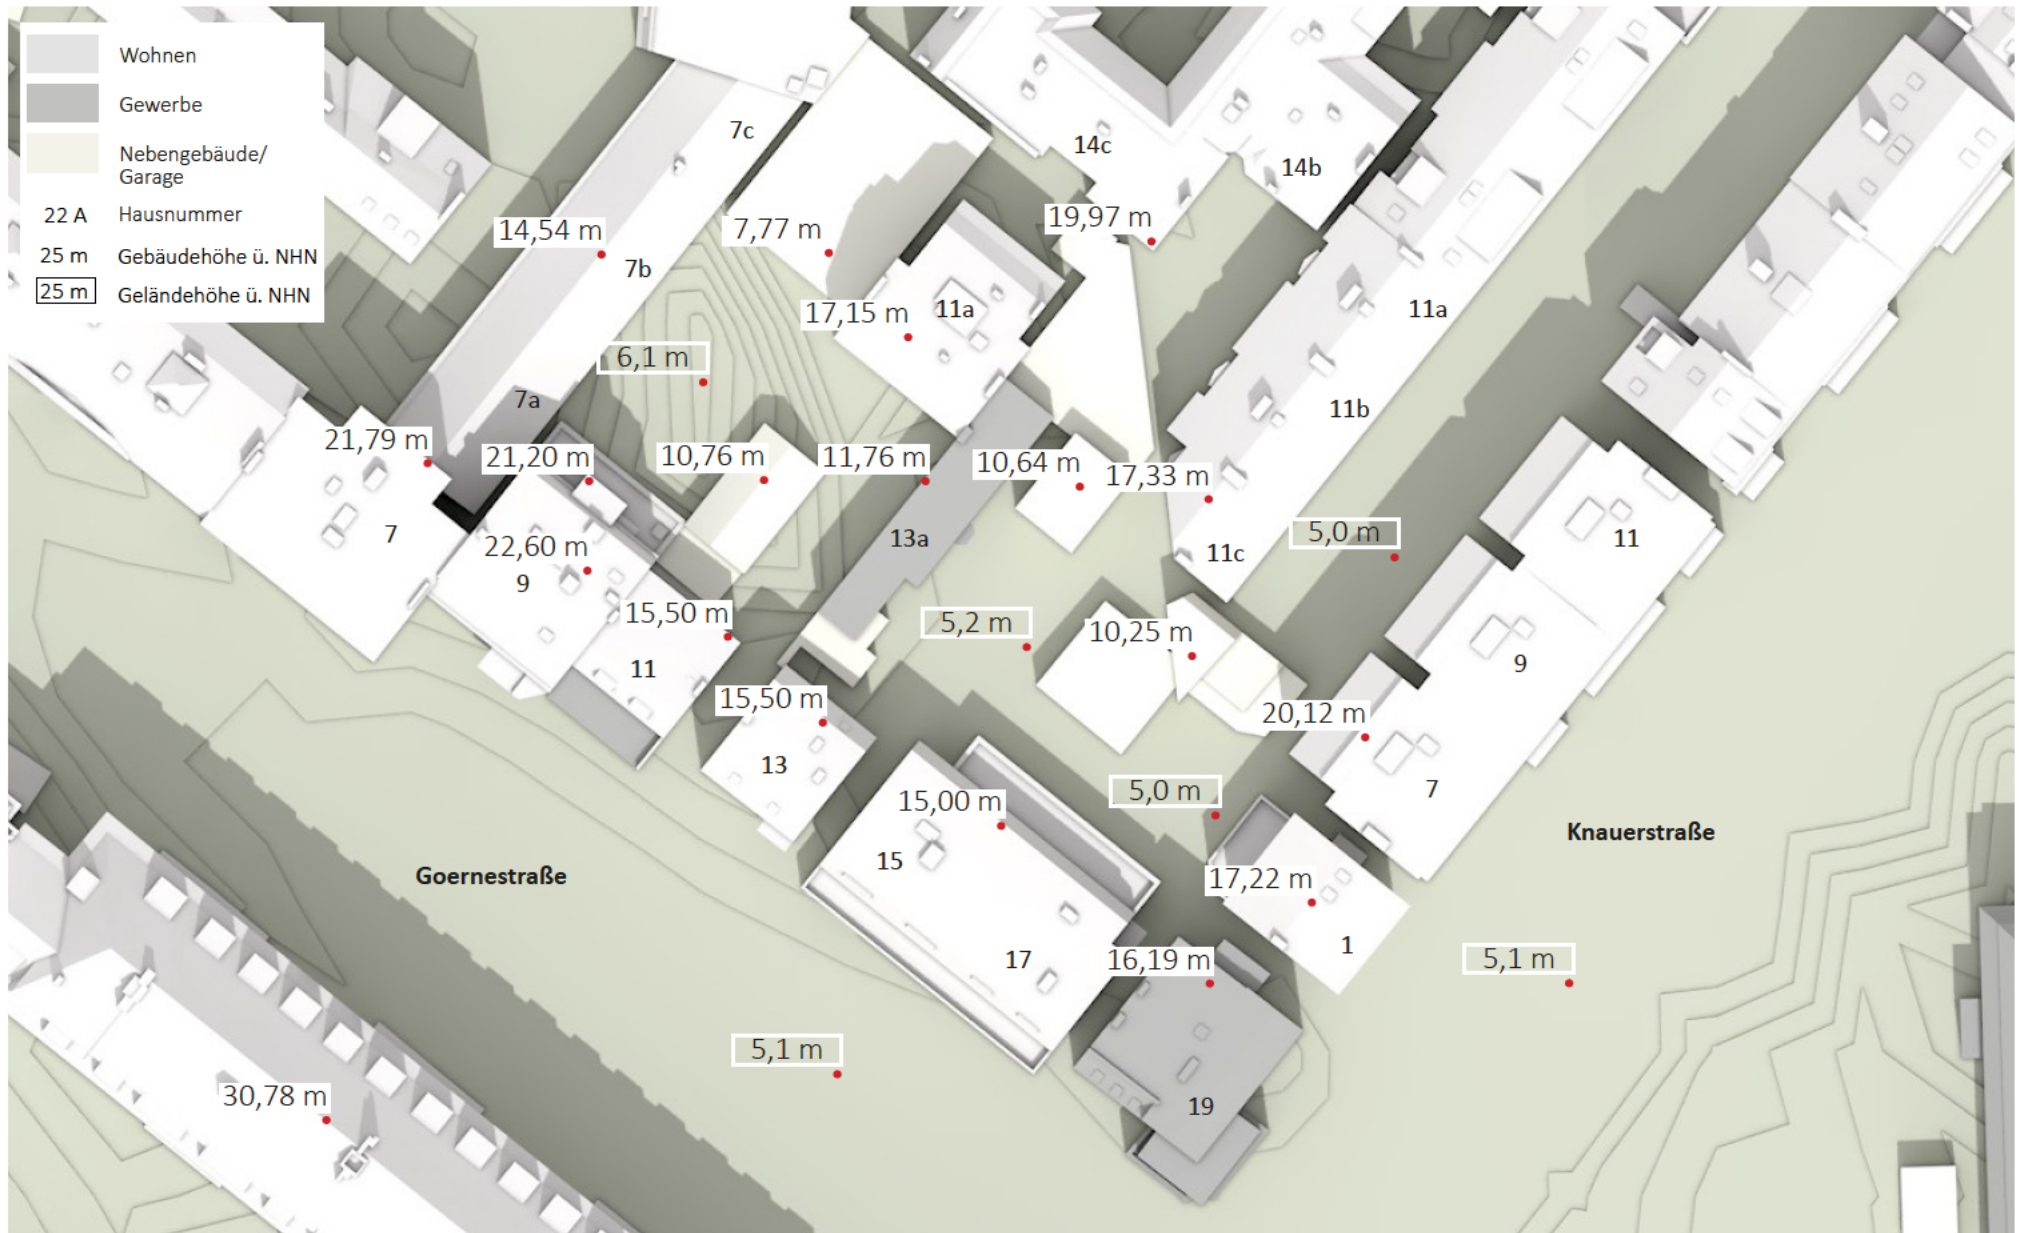 Wohnen
Gewerbe
Nebengebäude/
Garage
22 A Hausnummer
25 m Gebäudehöhe ü. NHN
25 m Geländehöhe ü. NHN
7c
14c
14b
14,54 m
7,77 m
19,97 m
7b
17,15 m
11a
11a
6,1 m
7a
11b
21,79 m
21,20 m
10,76 m
11,76 m
10,64 m
17,33 m
7
22,60 m
9
13a
11c
5,0 m
11
15,50 m
5,2 m
10,25 m
11
9
15,50 m
20,12 m
13
5,0 m
7
15,00 m
Knauerstraße
15
Goernestraße
17,22 m
17
1
16,19 m
5,1 m
5,1 m
30,78 m
19